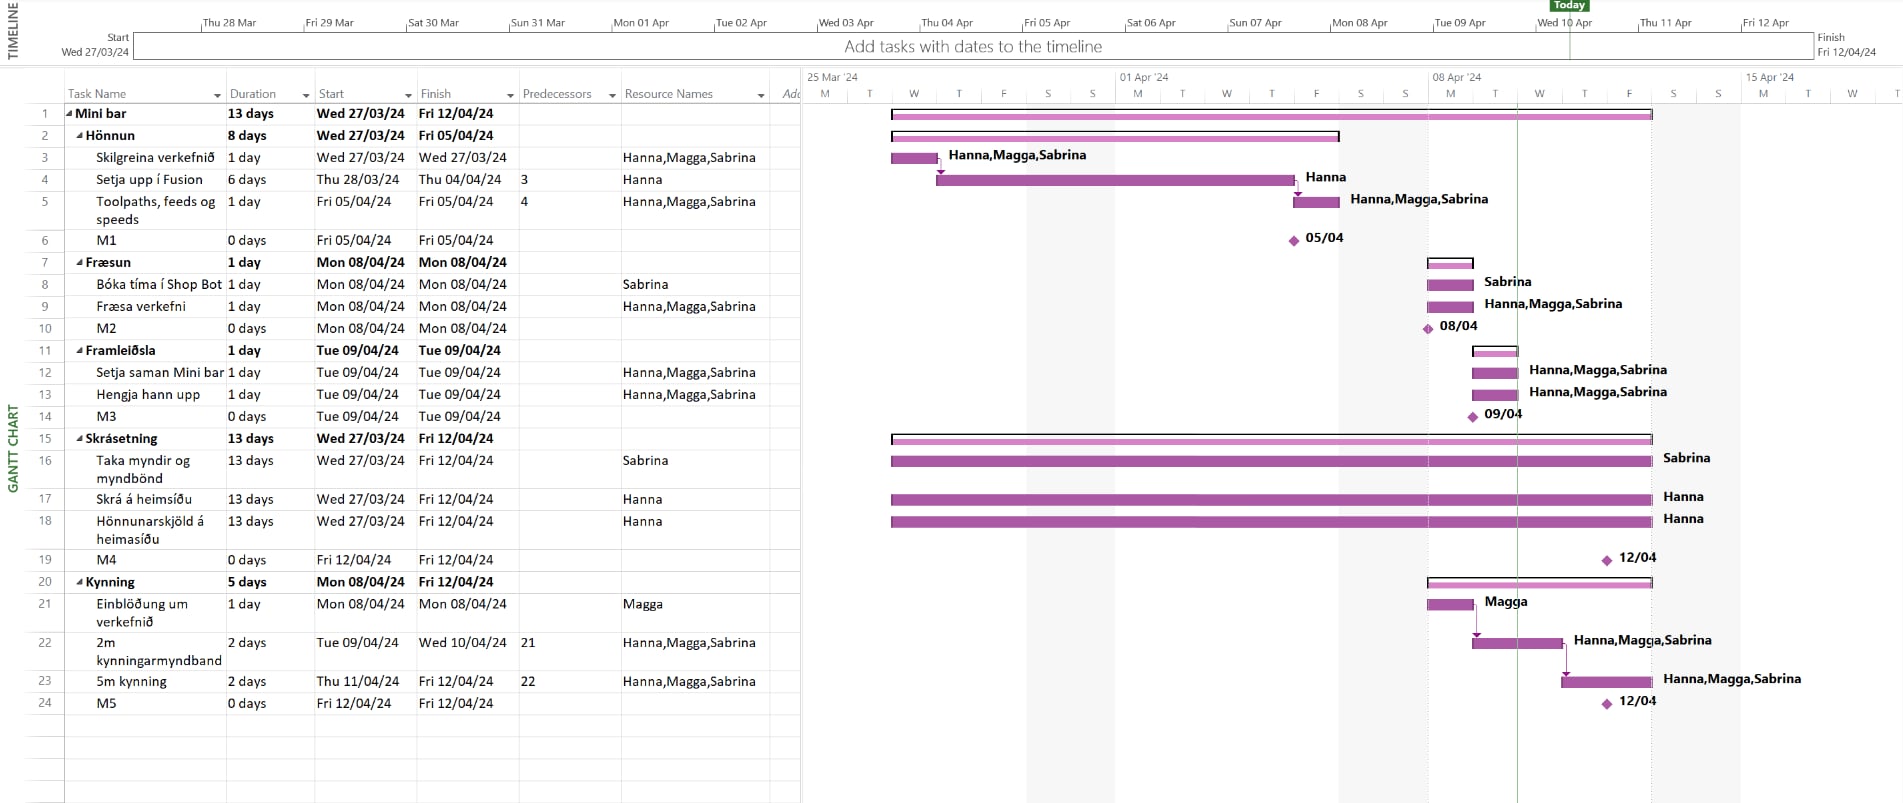 TIMELINE
Today
Thu 28 Mar Fri 29 Mar Sat 30 Mar Sun 31 Mar Mon 01 Apr Tue 02 Apr Wed 03 Apr Thu 04 Apr Fri 05 Apr Sat 06 Apr Sun 07 Apr Mon 08 Apr Tue 09 Apr Wed 10 Apr Thu 11 Apr Fri 12 Apr
Start
Wed 27/03/24
Add tasks with dates to the timeline
Finish
Fri 12/04/24
GANTT CHART
25 Mar '24 01 Apr '24 08 Apr '24 15 Apr '24
Task Name Duration Start Finish Predecessors Resource Names Add M T W T F S S M T W T F S S M T W T F S S M T W T
1 Mini bar 13 days Wed 27/03/24 Fri 12/04/24
2 Hönnun 8 days Wed 27/03/24 Fri 05/04/24
3 Skilgreina verkefnið 1 day Wed 27/03/24 Wed 27/03/24 Hanna,Magga,Sabrina Hanna,Magga,Sabrina
4 Setja upp í Fusion 6 days Thu 28/03/24 Thu 04/04/24 3 Hanna Hanna
5 Toolpaths, feeds og 1 day Fri 05/04/24 Fri 05/04/24 4 Hanna,Magga,Sabrina Hanna,Magga,Sabrina
speeds
6 M1 0 days Fri 05/04/24 Fri 05/04/24 05/04
7 Fræsun 1 day Mon 08/04/24 Mon 08/04/24
8 Bóka tíma í Shop Bot 1 day Mon 08/04/24 Mon 08/04/24 Sabrina Sabrina
9 Fræsa verkefni 1 day Mon 08/04/24 Mon 08/04/24 Hanna,Magga,Sabrina Hanna,Magga,Sabrina
10 M2 0 days Mon 08/04/24 Mon 08/04/24 08/04
11 Framleiðsla 1 day Tue 09/04/24 Tue 09/04/24
12 Setja saman Mini bar 1 day Tue 09/04/24 Tue 09/04/24 Hanna,Magga,Sabrina Hanna,Magga,Sabrina
13 Hengja hann upp 1 day Tue 09/04/24 Tue 09/04/24 Hanna,Magga,Sabrina Hanna,Magga,Sabrina
14 M3 0 days Tue 09/04/24 Tue 09/04/24 09/04
15 Skrásetning 13 days Wed 27/03/24 Fri 12/04/24
16 Taka myndir og 13 days Wed 27/03/24 Fri 12/04/24 Sabrina Sabrina
myndbönd
17 Skrá á heimsíðu 13 days Wed 27/03/24 Fri 12/04/24 Hanna Hanna
18 Hönnunarskjöld á 13 days Wed 27/03/24 Fri 12/04/24 Hanna Hanna
heimasíðu
19 M4 0 days Fri 12/04/24 Fri 12/04/24 12/04
20 Kynning 5 days Mon 08/04/24 Fri 12/04/24
21 Einblöðung um 1 day Mon 08/04/24 Mon 08/04/24 Magga Magga
verkefnið
22 2m 2 days Tue 09/04/24 Wed 10/04/24 21 Hanna,Magga,Sabrina Hanna,Magga,Sabrina
kynningarmyndband
23 5m kynning 2 days Thu 11/04/24 Fri 12/04/24 22 Hanna,Magga,Sabrina Hanna,Magga,Sabrina
24 M5 0 days Fri 12/04/24 Fri 12/04/24 12/04